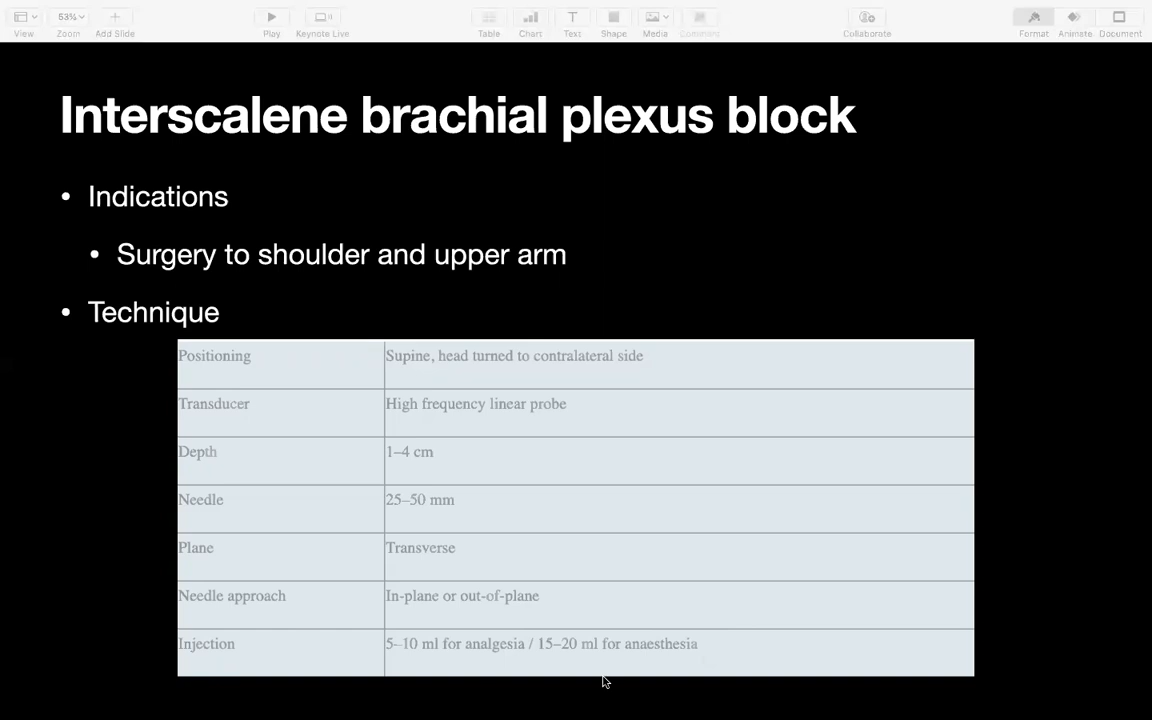 53%
View
Zoom
Add Slide
Play
Keynote Live
Table
Chart
Text
Shape
Media
Comment
Collaborate
Format
Animate
Document
Interscalene brachial plexus block
• Indications
• Surgery to shoulder and upper arm
• Technique
Positioning Supine, head turned to contralateral side
Transducer High frequency linear probe
Depth 1–4 cm
Needle 25–50 mm
Plane Transverse
Needle approach In-plane or out-of-plane
Injection 5–10 ml for analgesia / 15–20 ml for anaesthesia